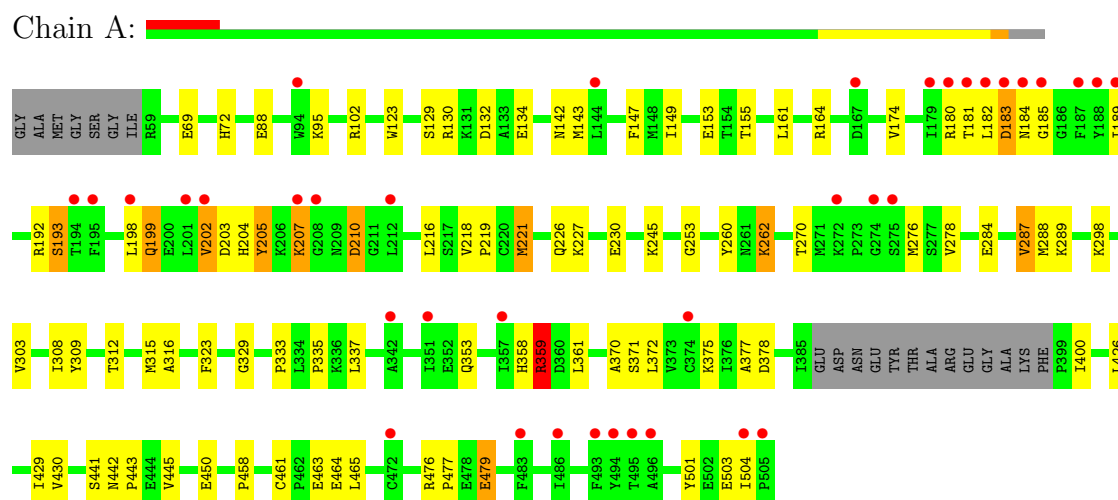 Chain A:
GLY ALA MET GLY SER GLY ILE R59 E69 H72 E88 W94 K95 R102 W123 S129 R130 K131 D132 A133 E134 N142 M143 L144 F147 M148 T149 E153 T154 T155 L161 R164 D167 V174 I179 R180 T181 L182 D183 N184 G185 G186 F187 Y188 I189
R192 S193 T194 F195 L198 Q199 E200 L201 V202 D203 H204 Y205 K206 K207 G208 N209 D210 G211 L212 L216 S217 V218 P219 C220 M221 Q226 K227 E230 K245 G253 Y260 N261 K262 T270 M271 K272 P273 G274 S275 M276 S277 V278 E284 V287 M288 K289 K298
V303 I308 Y309 T312 M315 A316 F323 G329 P333 L334 P335 K336 L337 A342 I351 E352 Q353 I357 H358 R359 D360 L361 A370 S371 L372 V373 C374 K375 I376 A377 D378 I385 GLU ASP ASN GLU TYR THR ALA ARG GLU GLY ALA LYS PHE P399 I400 L426
I429 V430 S441 N442 P443 E444 V445 E450 P458 C461 P462 E463 E464 L465 C472 R476 P477 E478 E479 F483 I486 F493 Y494 T495 A496 Y501 E502 E503 I504 P505